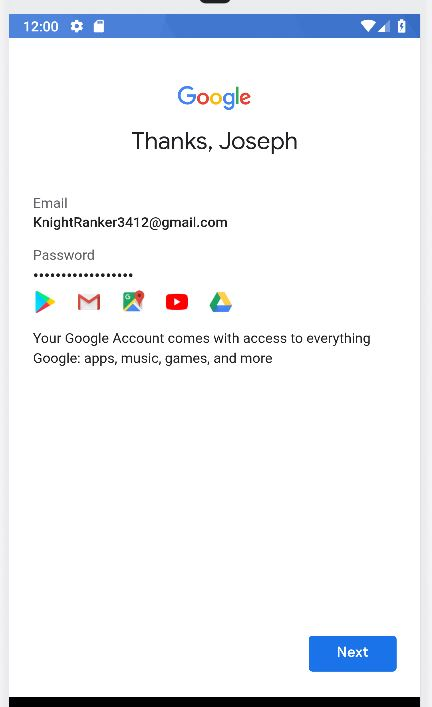 12:00
Google
Thanks, Joseph
Email
KnightRanker3412@gmail.com
Password
••••••••••••••••••
Your Google Account comes with access to everything
Google: apps, music, games, and more
Next